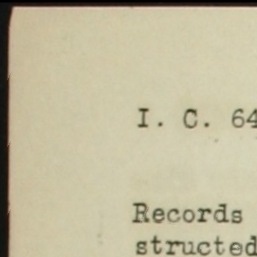 I. C. 64
Records
structed